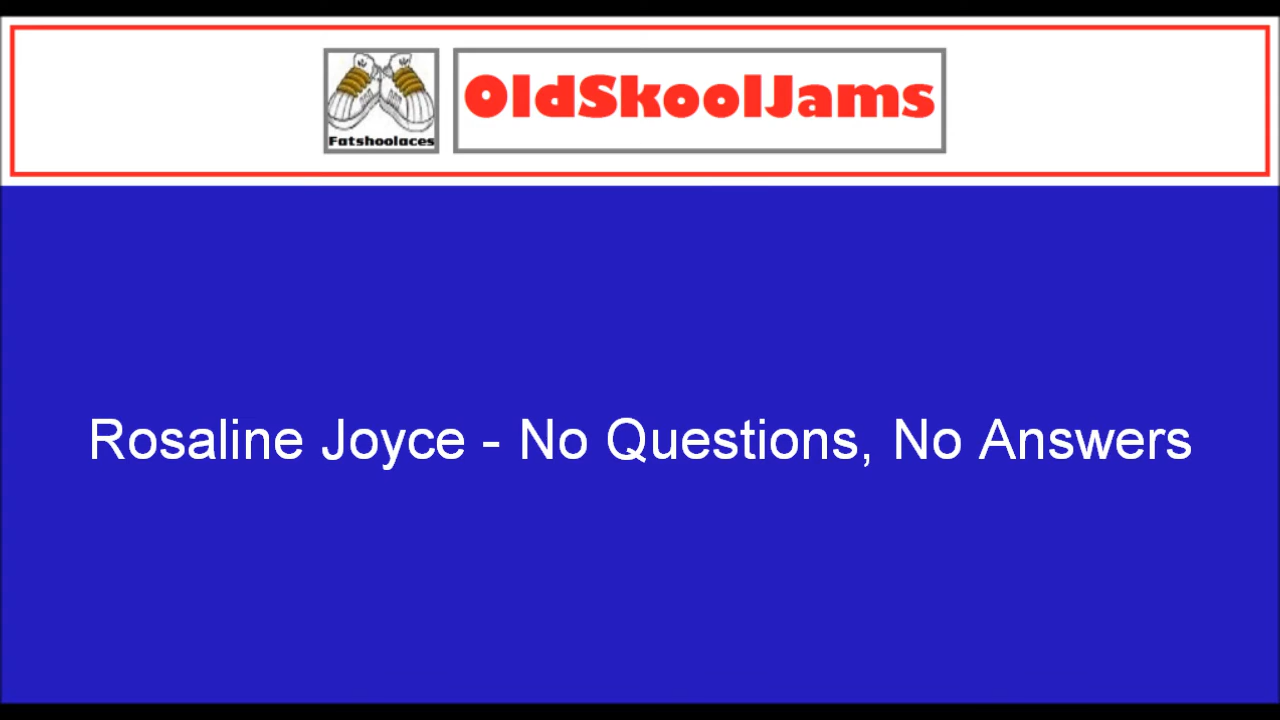 OldSkoolJams
Fatshoolaces
Rosaline Joyce - No Questions, No Answers